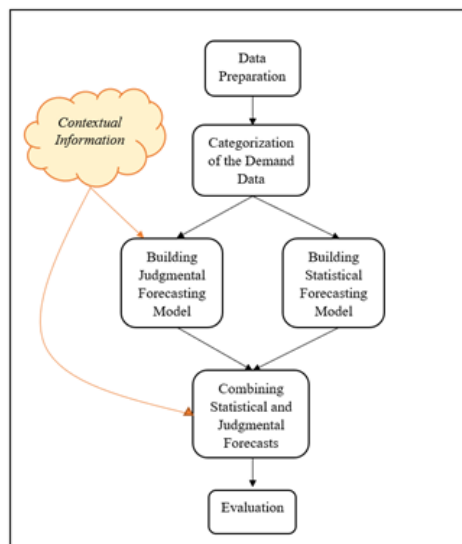 Data
Preparation
Contextual
Information
Categorization
of the Demand
Data
Building
Judgmental
Forecasting
Model
Building
Statistical
Forecasting
Model
Combining
Statistical and
Judgmental
Forecasts
Evaluation